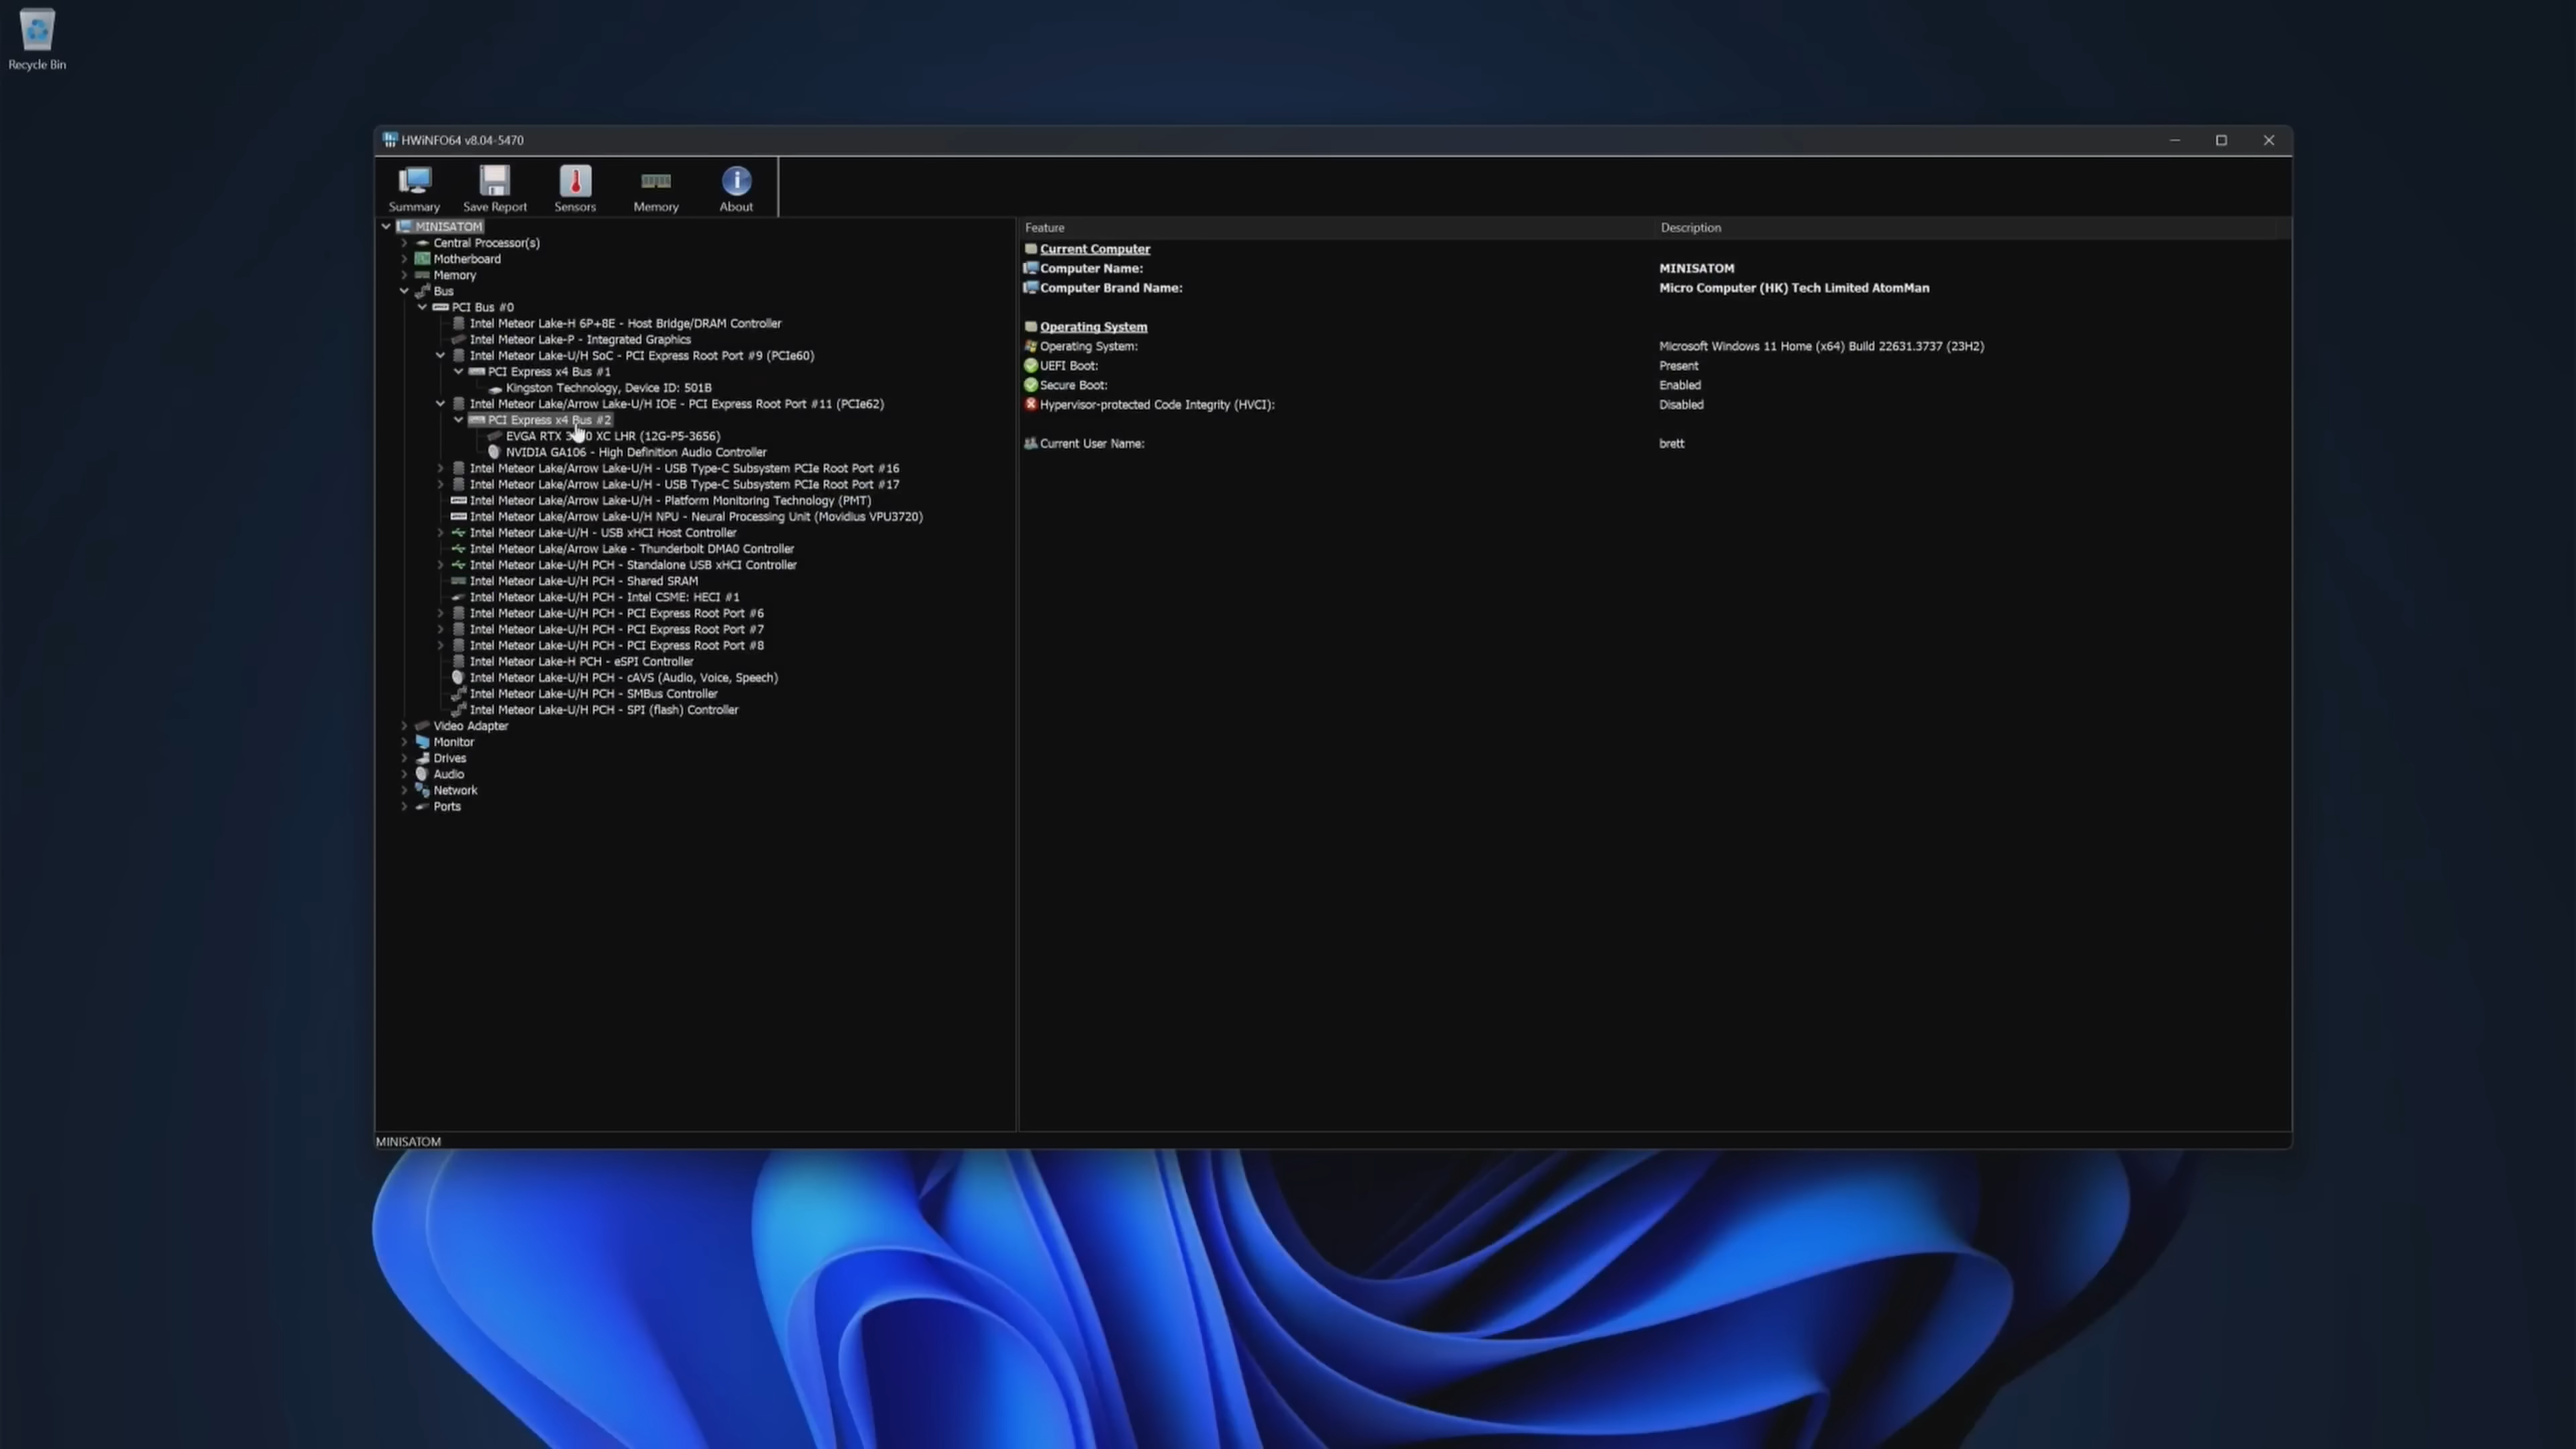 Recycle Bin
HWiNFO64 v8.04-5470
Summary
Save Report
Sensors
Memory
About
MINISATOM
Central Processor(s)
Motherboard
Memory
Bus
PCI Bus #0
Intel Meteor Lake-H 6P+8E - Host Bridge/DRAM Controller
Intel Meteor Lake-P - Integrated Graphics
Intel Meteor Lake-U/H SoC - PCI Express Root Port #9 (PCIe60)
PCI Express x4 Bus #1
Kingston Technology, Device ID: 501B
Intel Meteor Lake/Arrow Lake-U/H IOE - PCI Express Root Port #11 (PCIe62)
PCI Express x4 Bus #2
EVGA RTX XC LHR (12G-P5-3656)
NVIDIA GA106 - High Definition Audio Controller
Intel Meteor Lake/Arrow Lake-U/H - USB Type-C Subsystem PCIe Root Port #16
Intel Meteor Lake/Arrow Lake-U/H - USB Type-C Subsystem PCIe Root Port #17
Intel Meteor Lake/Arrow Lake-U/H - Platform Monitoring Technology (PMT)
Intel Meteor Lake/Arrow Lake-U/H NPU - Neural Processing Unit (Movidius VPU3720)
Intel Meteor Lake-U/H - USB xHCI Host Controller
Intel Meteor Lake/Arrow Lake - Thunderbolt DMA0 Controller
Intel Meteor Lake-U/H PCH - Standalone USB xHCI Controller
Intel Meteor Lake-U/H PCH - Shared SRAM
Intel Meteor Lake-U/H PCH - Intel CSME: HECI #1
Intel Meteor Lake-U/H PCH - PCI Express Root Port #6
Intel Meteor Lake-U/H PCH - PCI Express Root Port #7
Intel Meteor Lake-U/H PCH - PCI Express Root Port #8
Intel Meteor Lake-H PCH - eSPI Controller
Intel Meteor Lake-U/H PCH - cAVS (Audio, Voice, Speech)
Intel Meteor Lake-U/H PCH - SMBus Controller
Intel Meteor Lake-U/H PCH - SPI (flash) Controller
Video Adapter
Monitor
Drives
Audio
Network
Ports
Feature Description
Current Computer
Computer Name: MINISATOM
Computer Brand Name: Micro Computer (HK) Tech Limited AtomMan
Operating System
Operating System: Microsoft Windows 11 Home (x64) Build 22631.3737 (23H2)
UEFI Boot: Present
Secure Boot: Enabled
Hypervisor-protected Code Integrity (HVCI): Disabled
Current User Name: brett
MINISATOM